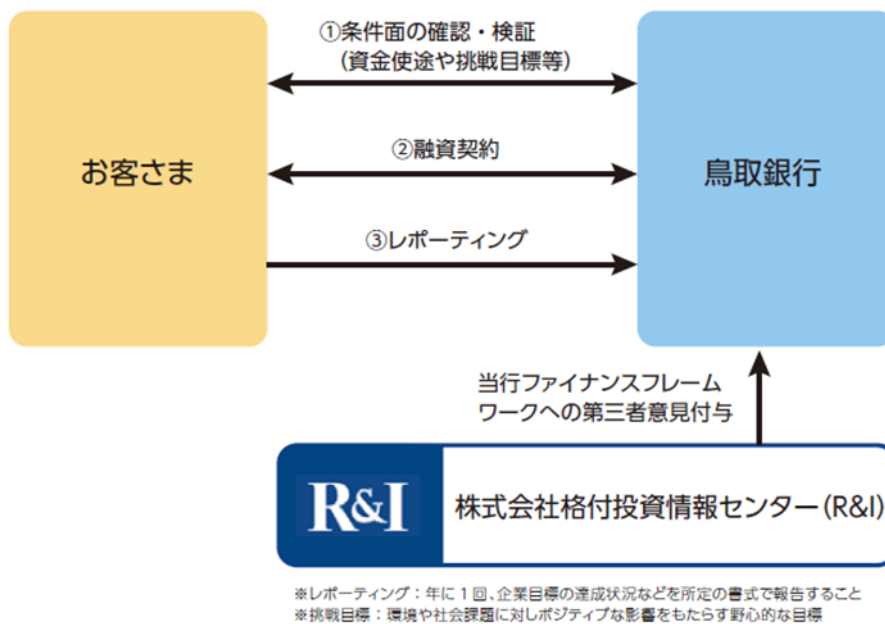 ①条件面の確認・検証
(資金使途や挑戦目標等)
お客さま
②融資契約
鳥取銀行
③レポーティング
当行ファイナンスフレーム
ワークへの第三者意見付与
R&I
株式会社格付投資情報センター(R&I)
※レポーティング：年に1回、企業目標の達成状況などを所定の書式で報告すること
※挑戦目標：環境や社会課題に対しポジティブな影響をもたらす野心的な目標